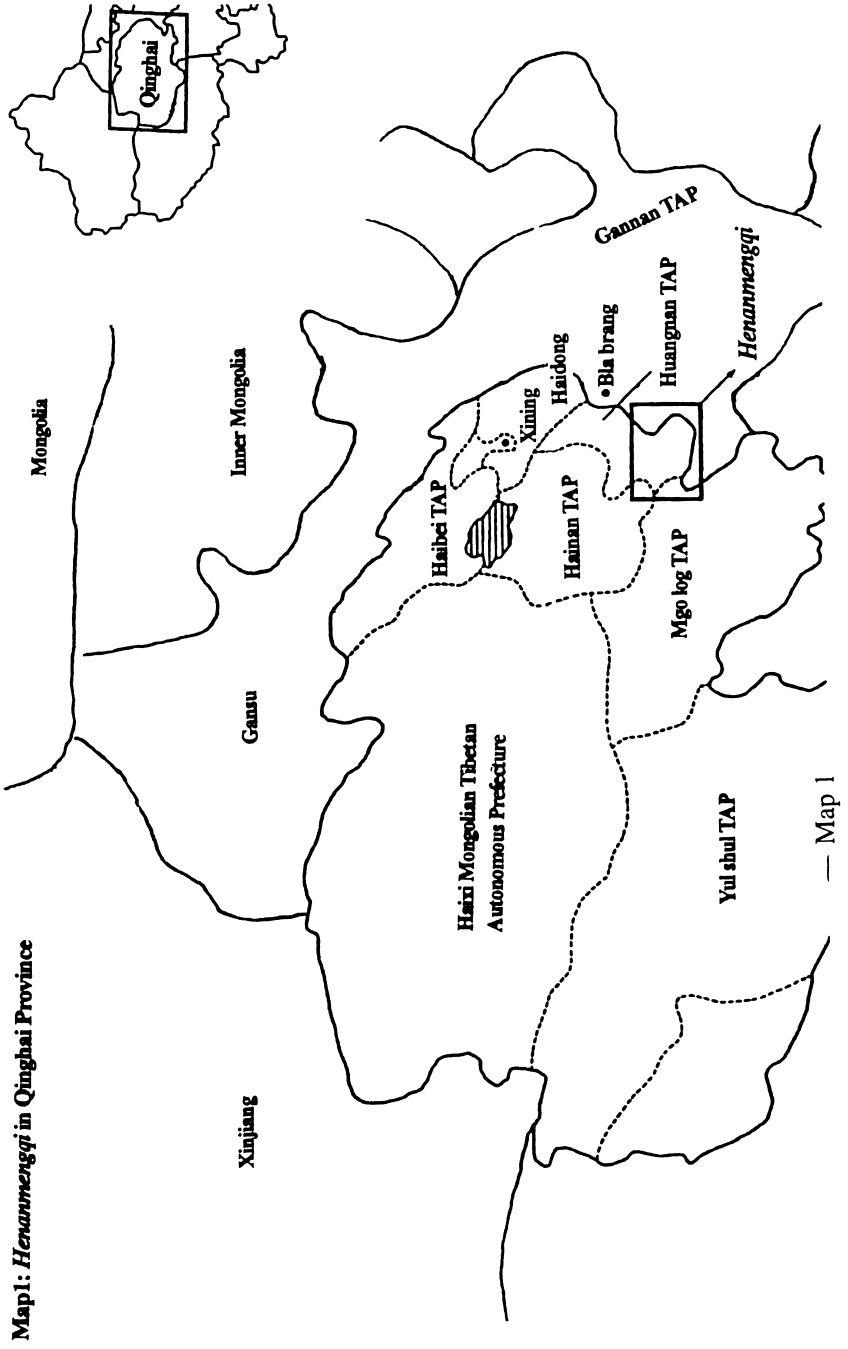 Map1: Henanmengqi in Qinghai Province
Qinghai
Mongolia
Xinjiang
Gansu
Inner Mongolia
Haixi Mongolian Tibetan
Autonomous Prefecture
Haibei TAP
Xining
Haidong
Hainan TAP
Bla brang
Gannan TAP
Huangnan TAP
Mgo log TAP
Henanmengqi
Yul shul TAP
— Map 1